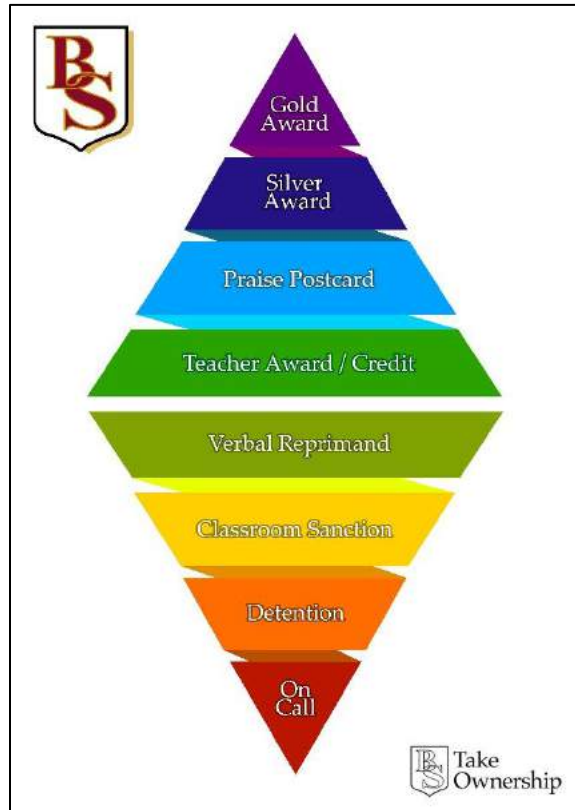 BS
Gold
Award
Silver
Award
Praise Postcard
Teacher Award / Credit
Verbal Reprimand
Classroom Sanction
Detention
On
Call
BS
Take
Ownership